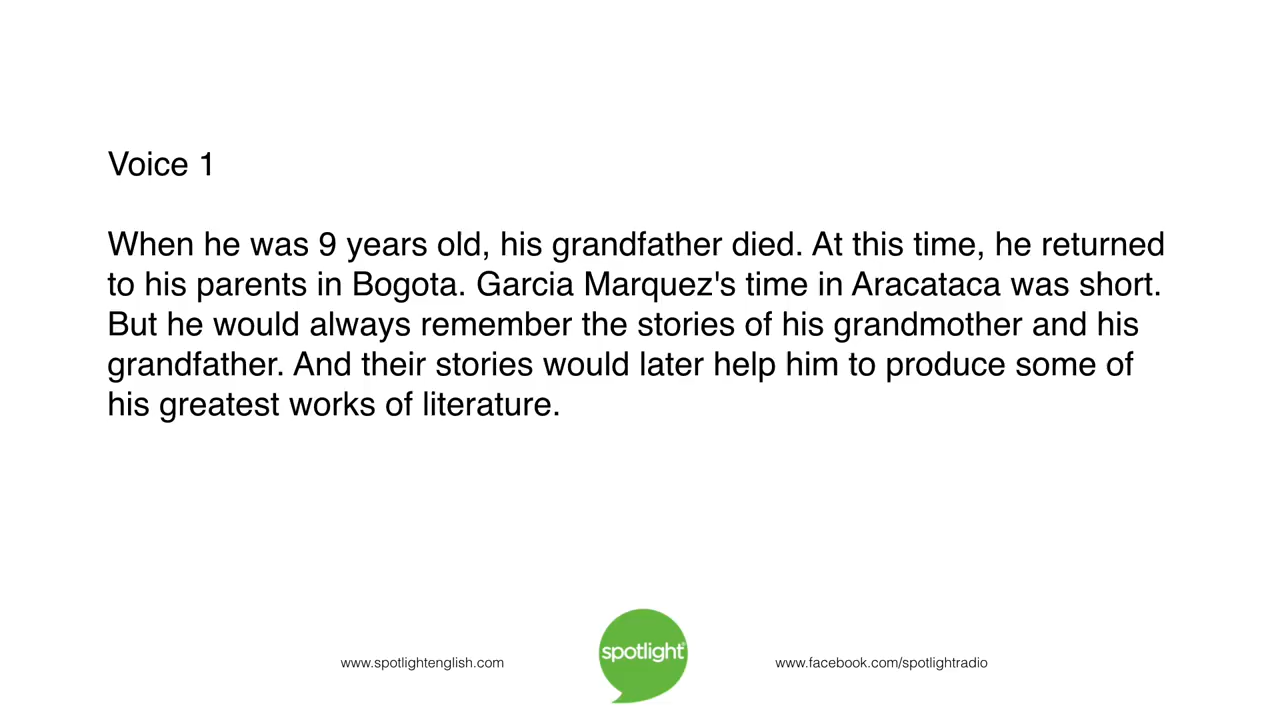 Voice 1
When he was 9 years old, his grandfather died. At this time, he returned
to his parents in Bogota. Garcia Marquez's time in Aracataca was short.
But he would always remember the stories of his grandmother and his
grandfather. And their stories would later help him to produce some of
his greatest works of literature.
www.spotlightenglish.com
spotlight®
www.facebook.com/spotlightradio